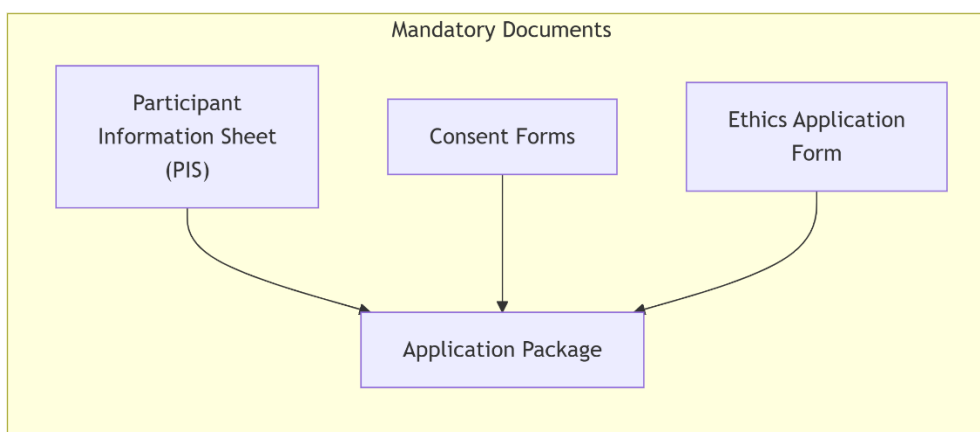 Mandatory Documents
Participant
Information Sheet
(PIS)
Consent Forms
Ethics Application
Form
Application Package